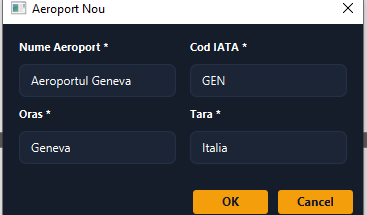 Aeroport Nou
Nume Aeroport * Cod IATA *
Aeroportul Geneva GEN
Oras * Tara *
Geneva Italia
OK Cancel